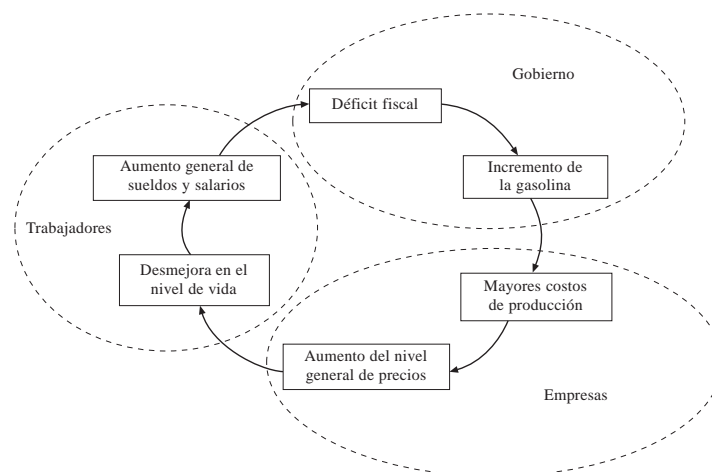 Gobierno
Déficit fiscal
Aumento general de
sueldos y salarios
Incremento de
la gasolina
Trabajadores
Desmejora en el
nivel de vida
Mayores costos
de producción
Aumento del nivel
general de precios
Empresas